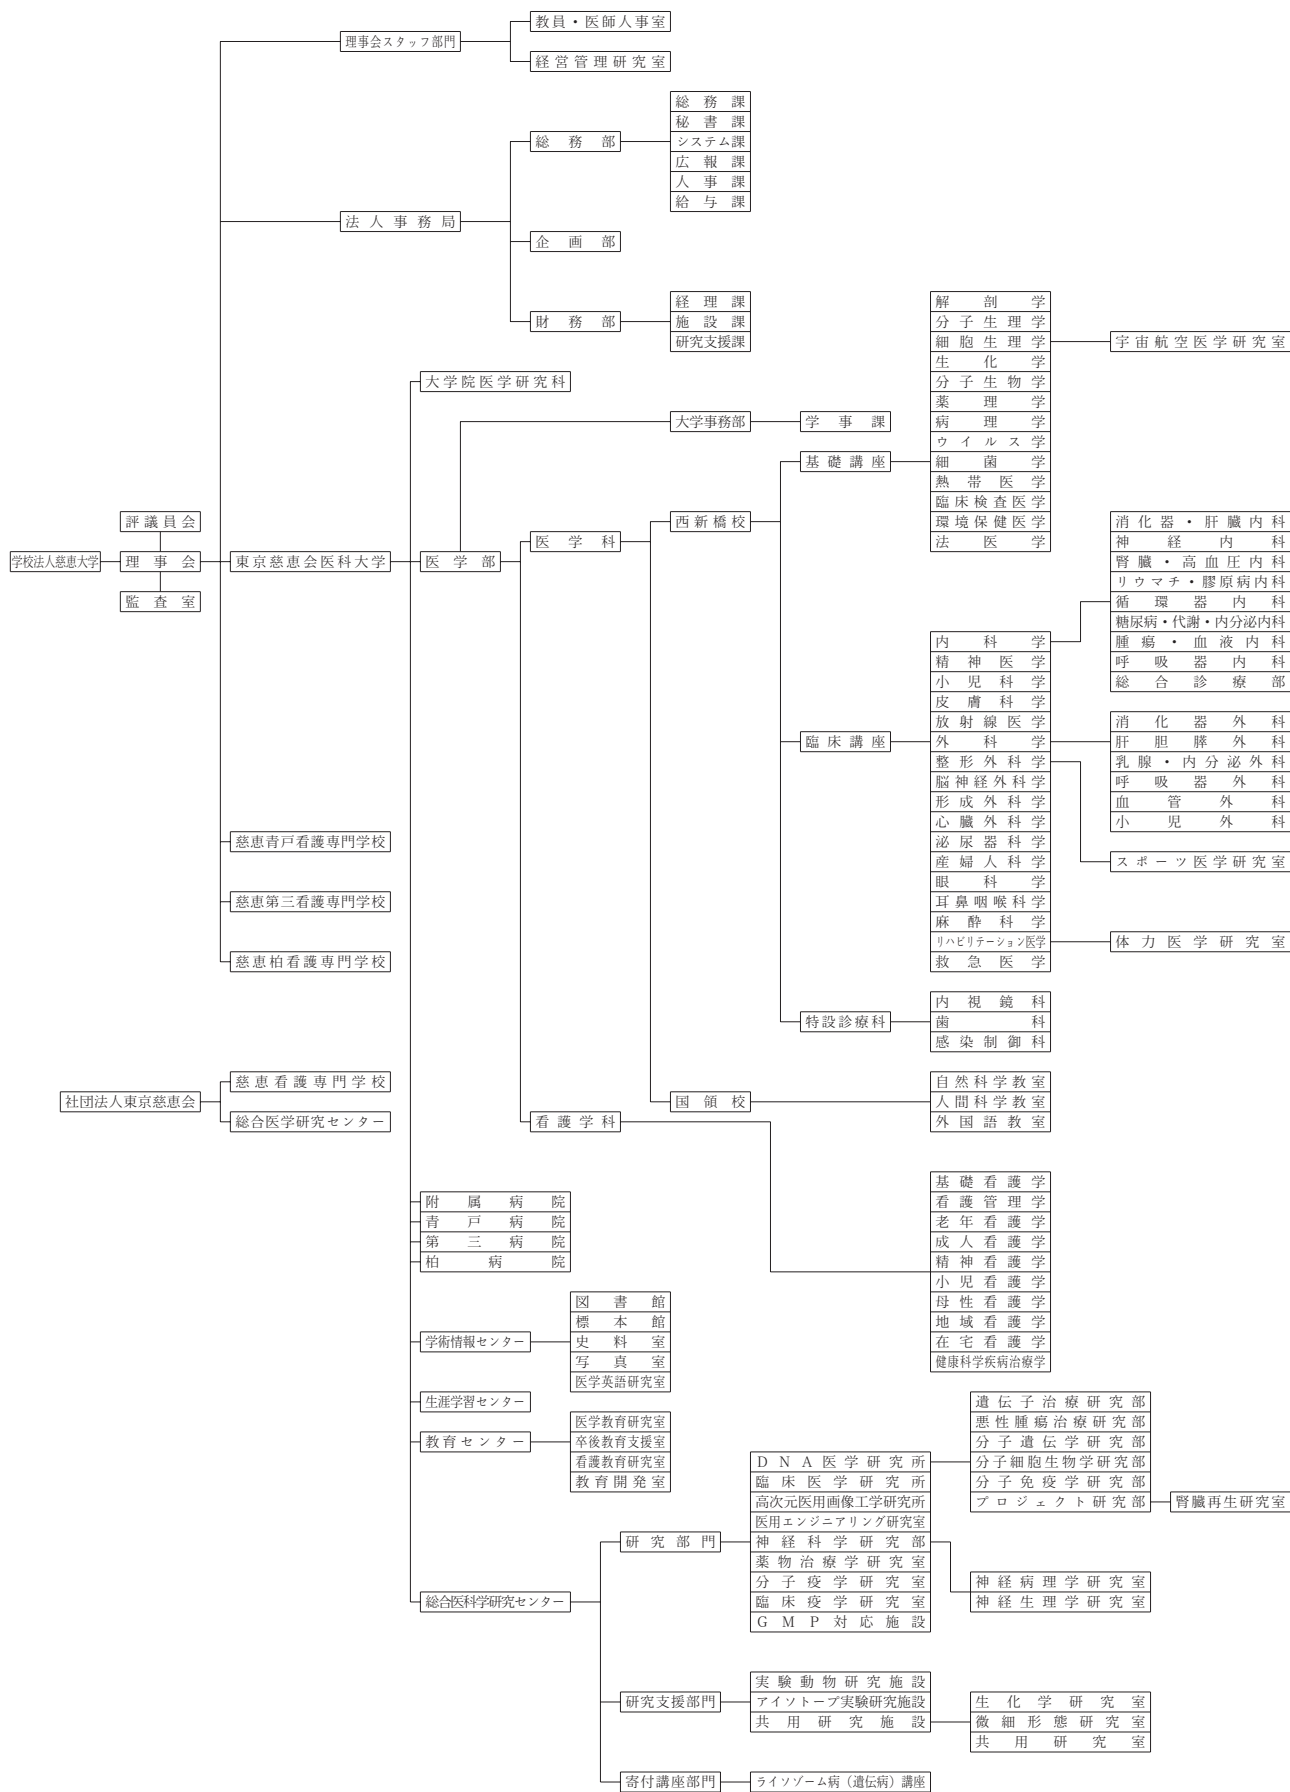 教員・医師人事室
理事会スタッフ部門
経営管理研究室
総務課
秘書課
総務部
システム課
広報課
人事課
給与課
法人事務局
企画部
経理課
財務部
施設課
研究支援課
大学院医学研究科
大学事務部
学事課
解剖学
分子生理学
細胞生理学
宇宙航空医学研究室
生化学
分子生物学
薬理学
病理学
ウイルス学
基礎講座
細菌学
熱帯医学
臨床検査医学
環境保健医学
法医学
西新橋校
医学科
評議員会
学校法人慈恵大学
理事会
東京慈恵会医科大学
医学部
監査室
消化器・肝臓内科
神経内科
腎臓・高血圧内科
リウマチ・膠原病内科
循環器内科
糖尿病・代謝・内分泌内科
腫瘍・血液内科
呼吸器内科
総合診療部
内科学
精神医学
小児科学
皮膚科学
放射線医学
臨床講座
外科学
整形外科学
脳神経外科学
形成外科学
心臓外科学
泌尿器科学
産婦人科学
眼科学
耳鼻咽喉科学
麻酔科学
リハビリテーション医学
救急医学
消化器外科
肝胆膵外科
乳腺・内分泌外科
呼吸器外科
血管外科
小児外科
スポーツ医学研究室
体力医学研究室
慈恵青戸看護専門学校
慈恵第三看護専門学校
慈恵柏看護専門学校
内視鏡科
特設診療科
歯科
感染制御科
慈恵看護専門学校
社団法人東京慈恵会
総合医学研究センター
自然科学教室
国領校
人間科学教室
外国語教室
看護学科
基礎看護学
看護管理学
老年看護学
成人看護学
精神看護学
小児看護学
母性看護学
地域看護学
在宅看護学
健康科学疾病治療学
附属病院
青戸病院
第三病院
柏病院
図書館
標本館
学術情報センター
史料室
写真室
医学英語研究室
生涯学習センター
医学教育研究室
教育センター
卒後教育支援室
看護教育研究室
教育開発室
遺伝子治療研究部
悪性腫瘍治療研究部
分子遺伝学研究部
分子細胞生物学研究部
分子免疫学研究部
プロジェクト研究部
腎臓再生研究室
DNA医学研究所
臨床医学研究所
高次元医用画像工学研究所
医用エンジニアリング研究室
研究部門
神経科学研究部
薬物治療学研究室
分子疫学研究室
臨床疫学研究室
GMP対応施設
神経病理学研究室
神経生理学研究室
総合医科学研究センター
実験動物研究施設
研究支援部門
アイソトープ実験研究施設
共用研究施設
生化学研究室
微細形態研究室
共用研究室
寄付講座部門
ライソゾーム病(遺伝病)講座